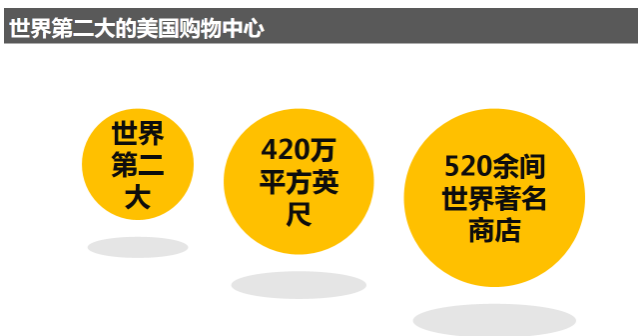 世界第二大的美国购物中心
世界
第二
大
420万
平方英
尺
520余间
世界著名
商店